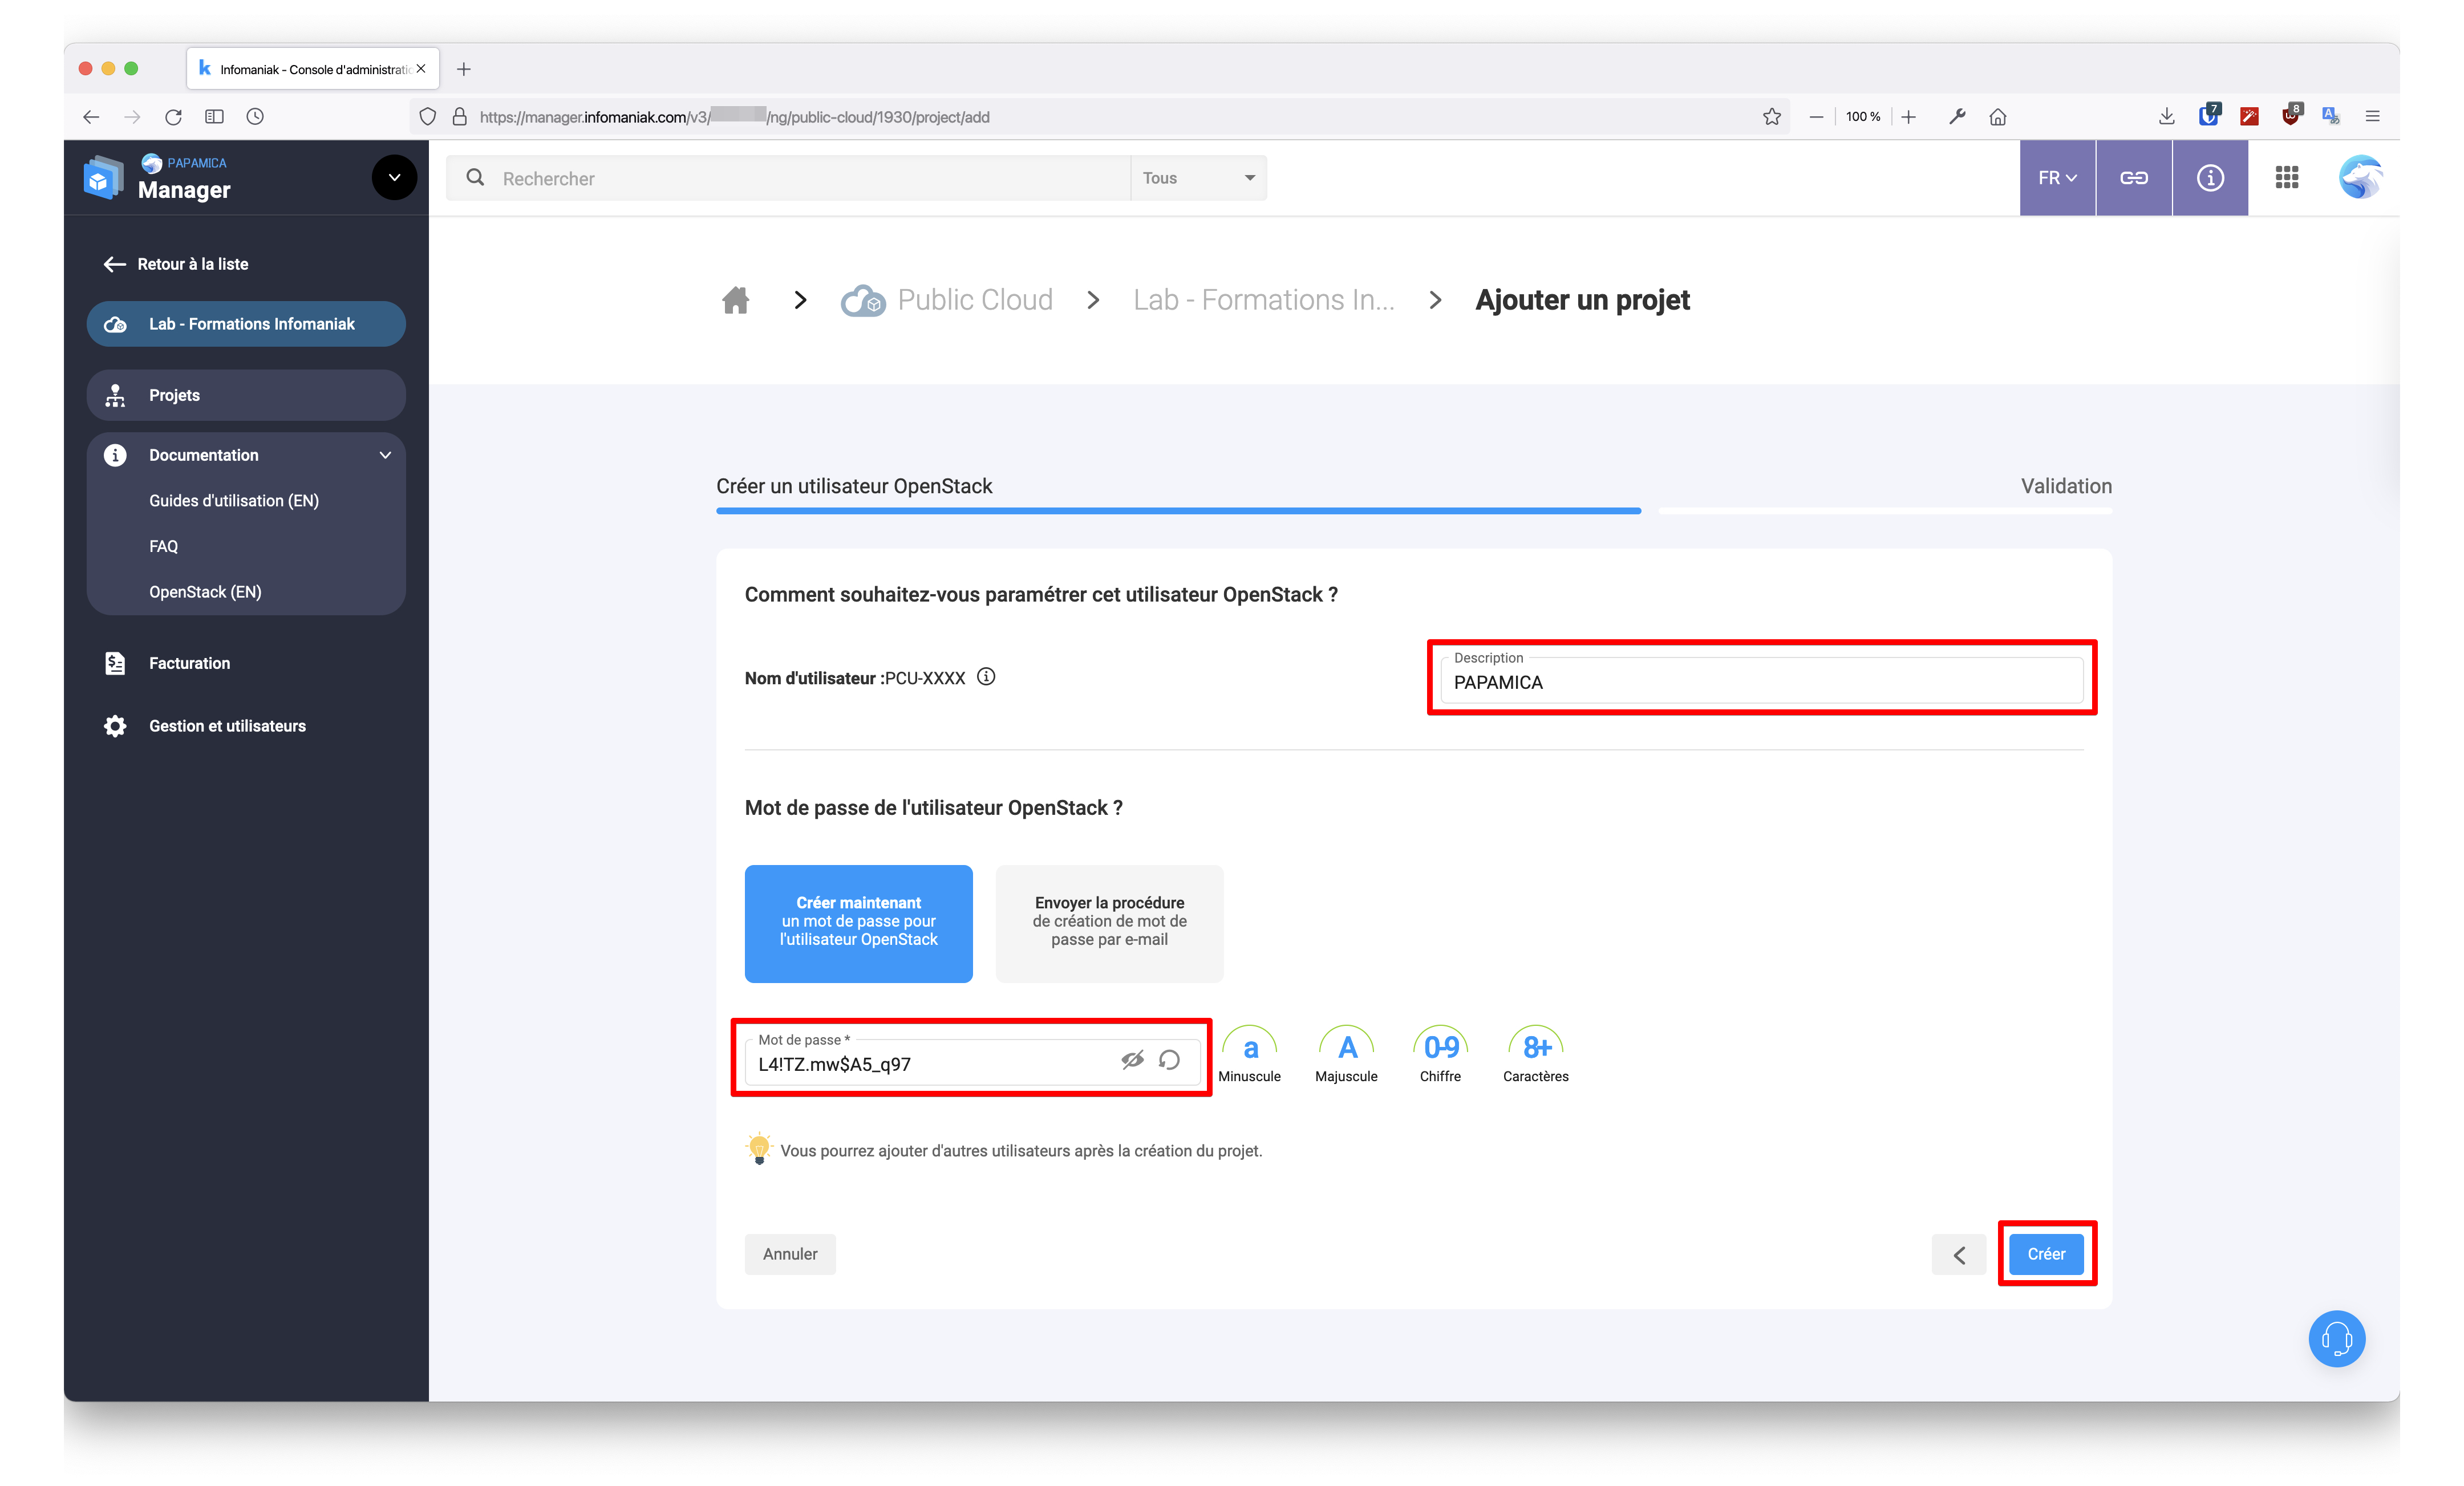 Infomaniak - Console d'administratio
https://manager.infomaniak.com/v3/ /ng/public-cloud/1930/project/add
100 %
7
8
PAPAMICA
Manager
Rechercher
Tous
FR
Retour à la liste
Lab - Formations Infomaniak
Projets
Documentation
Guides d'utilisation (EN)
FAQ
OpenStack (EN)
Facturation
Gestion et utilisateurs
Public Cloud
Lab - Formations In...
Ajouter un projet
Créer un utilisateur OpenStack
Validation
Comment souhaitez-vous paramétrer cet utilisateur OpenStack ?
Nom d'utilisateur :PCU-XXXX
Description
PAPAMICA
Mot de passe de l'utilisateur OpenStack ?
Créer maintenant
un mot de passe pour
l'utilisateur OpenStack
Envoyer la procédure
de création de mot de
passe par e-mail
Mot de passe *
L4!TZ.mw$A5_q97
a
Minuscule
A
Majuscule
0-9
Chiffre
8+
Caractères
Vous pourrez ajouter d'autres utilisateurs après la création du projet.
Annuler
Créer